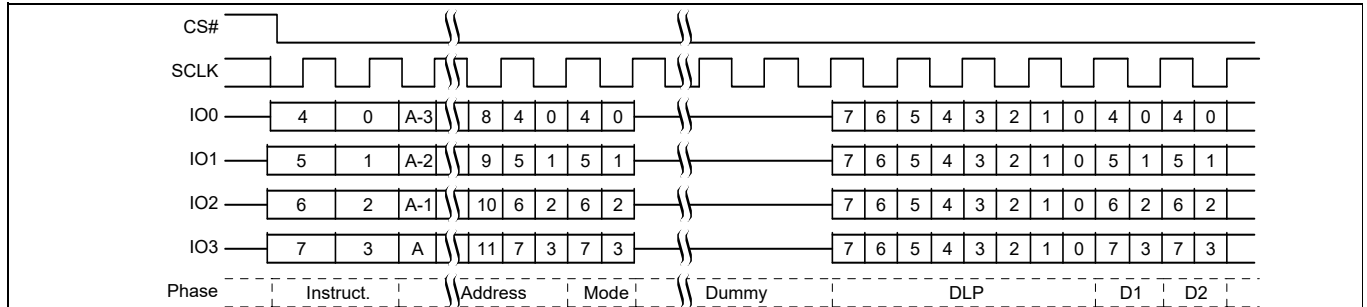 CS#
SCLK
IO0 4 0 A-3 8 4 0 4 0 7 6 5 4 3 2 1 0 4 0 4 0
IO1 5 1 A-2 9 5 1 5 1 7 6 5 4 3 2 1 0 5 1 5 1
IO2 6 2 A-1 10 6 2 6 2 7 6 5 4 3 2 1 0 6 2 6 2
IO3 7 3 A 11 7 3 7 3 7 6 5 4 3 2 1 0 7 3 7 3
Phase Instruct. Address Mode Dummy DLP D1 D2